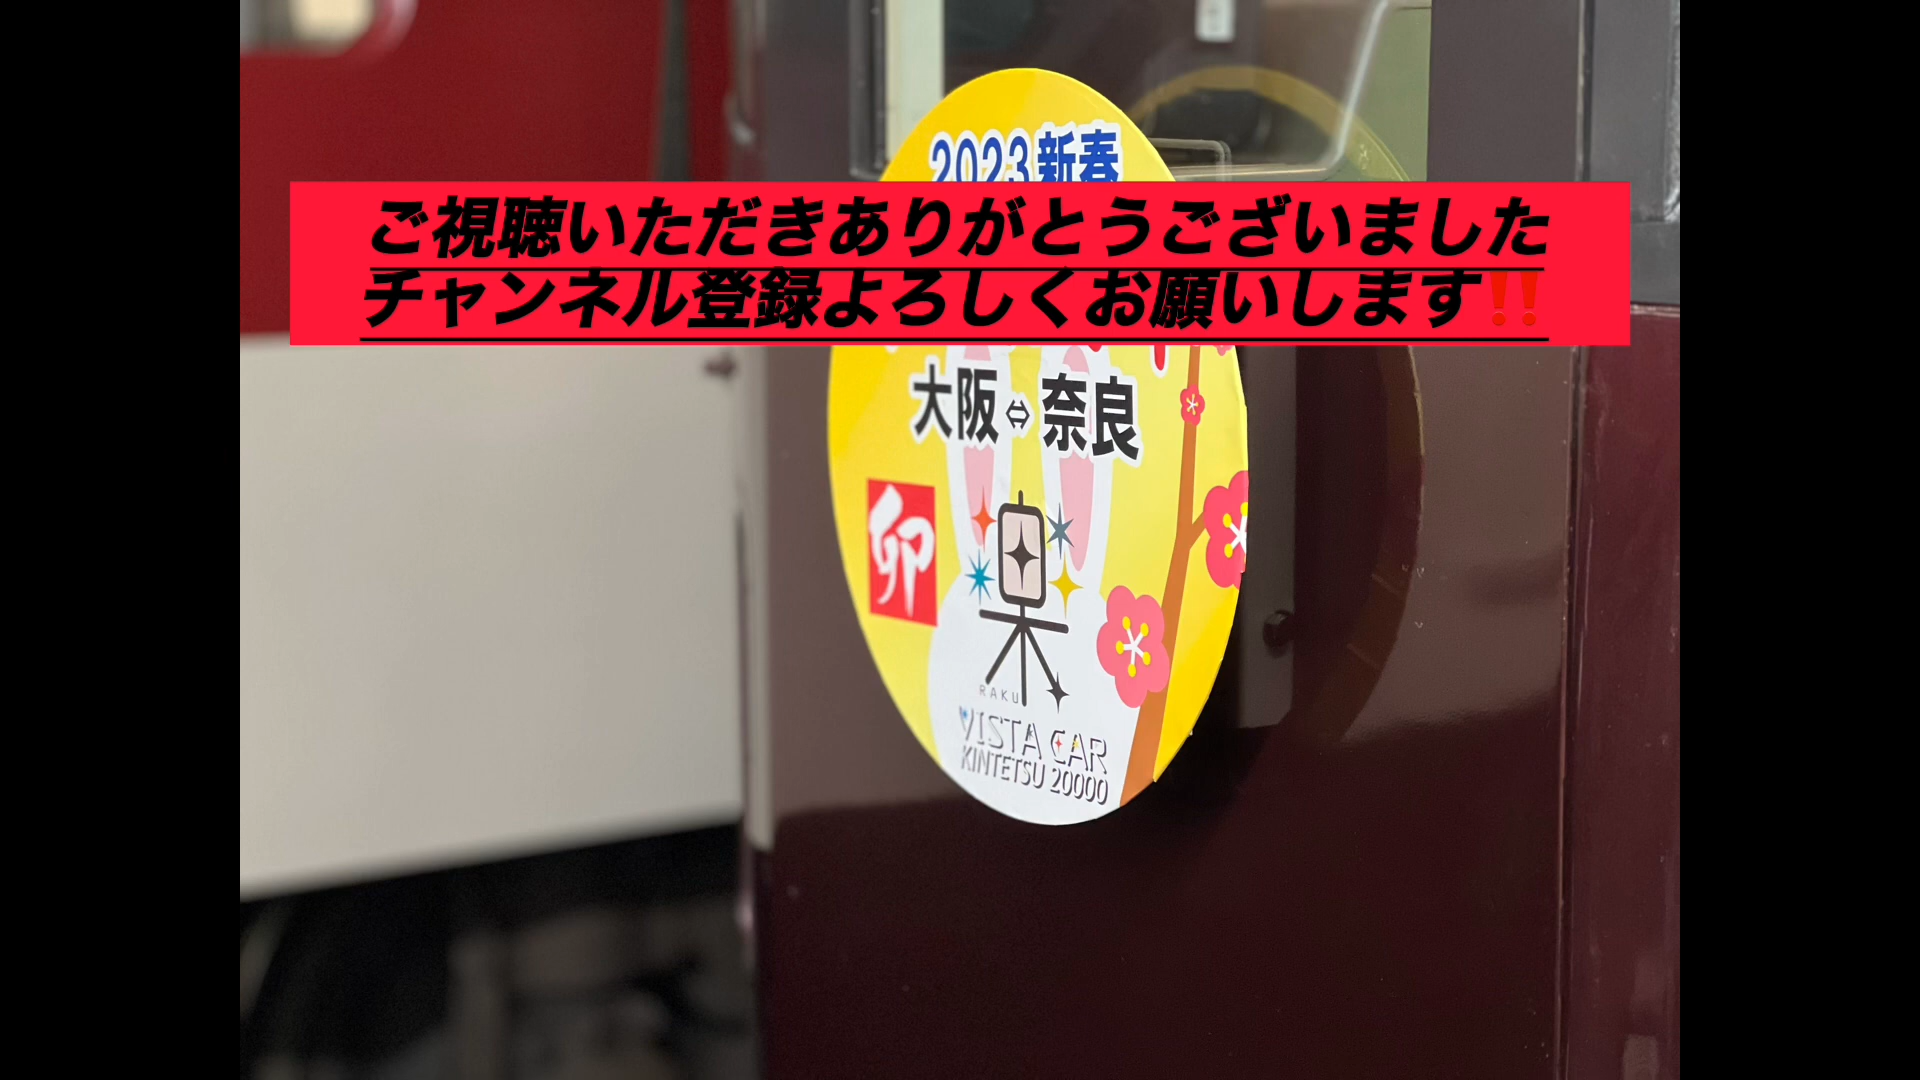 2023新春
ご視聴いただきありがとうございました
チャンネル登録よろしくお願いします‼️
大阪⇔奈良
卯
楽
RAKU
VISTA CAR
KINTETSU 20000